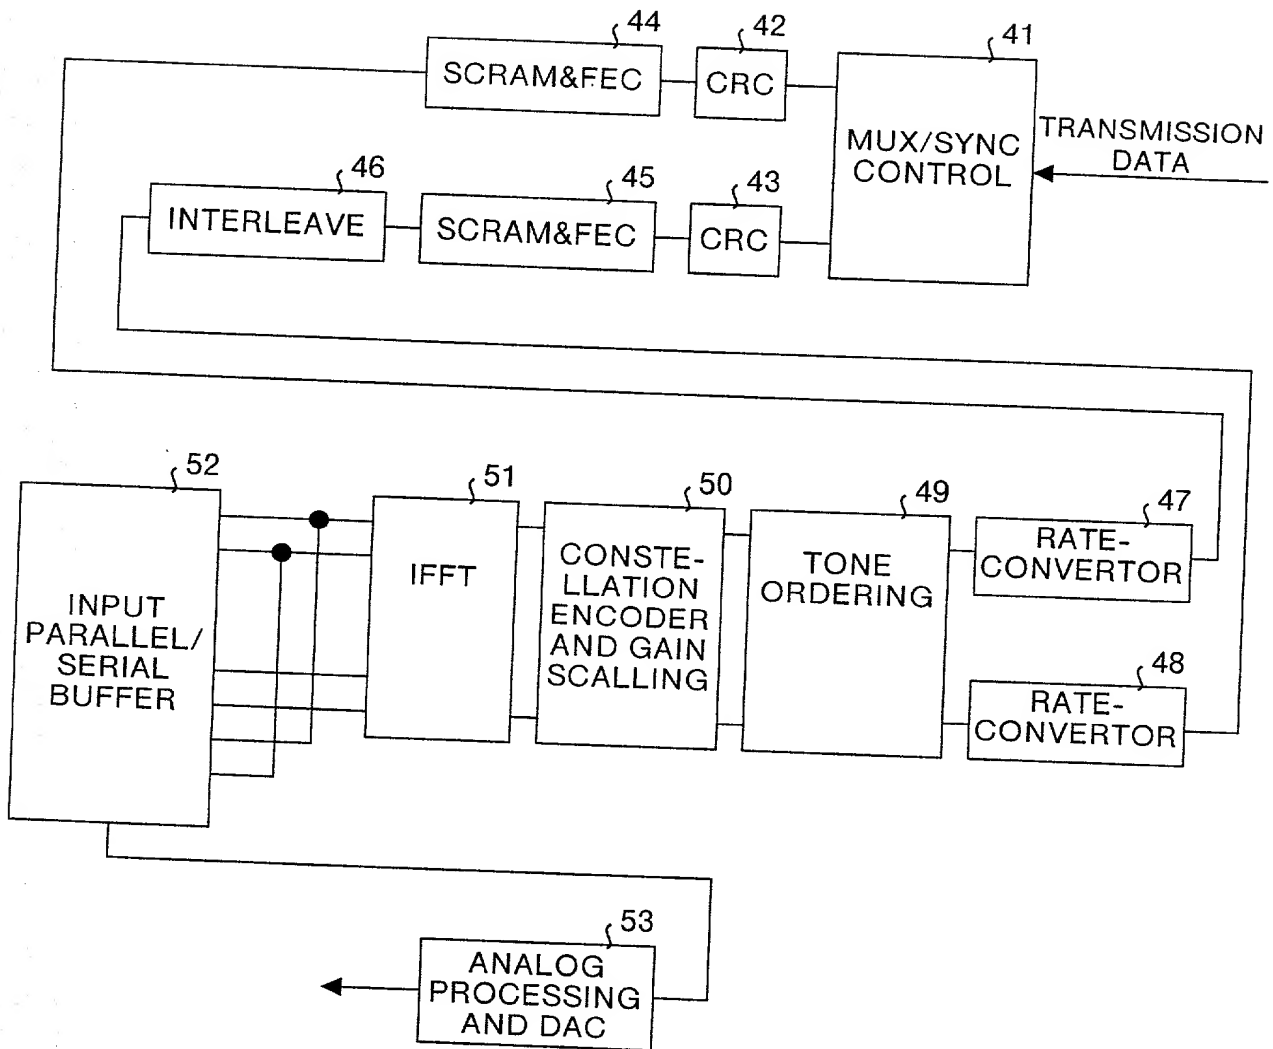 44
42
41
SCRAM&FEC
CRC
MUX/SYNC
CONTROL
TRANSMISSION
DATA
46
45
43
INTERLEAVE
SCRAM&FEC
CRC
52
51
50
49
47
INPUT
PARALLEL/
SERIAL
BUFFER
IFFT
CONSTE-
LLATION
ENCODER
AND GAIN
SCALLING
TONE
ORDERING
RATE-
CONVERTOR
48
RATE-
CONVERTOR
53
ANALOG
PROCESSING
AND DAC